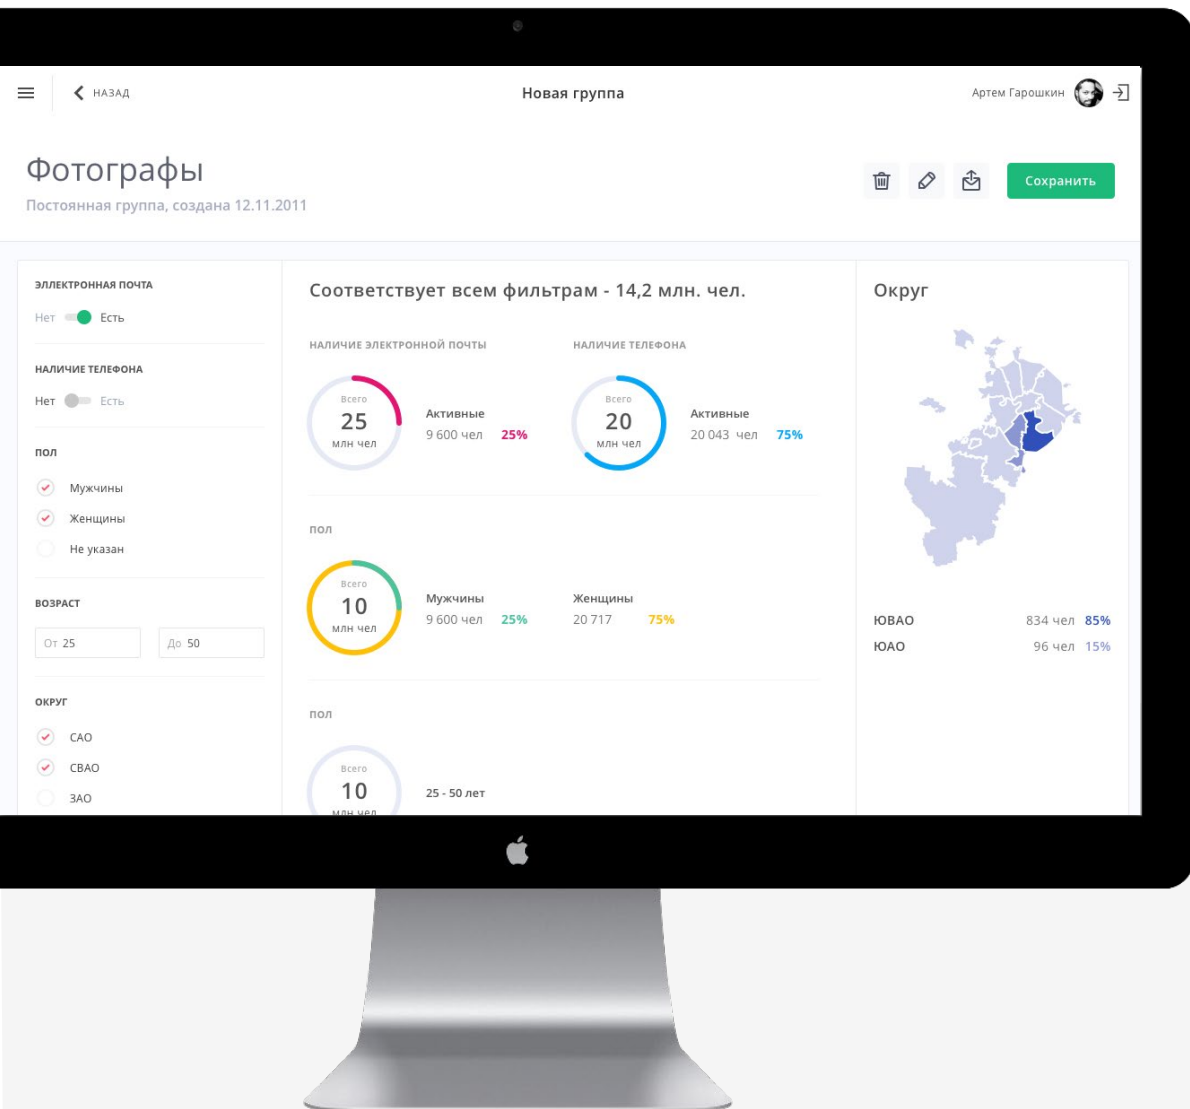 НАЗАД
Новая группа
Артем Гарошкин
Фотографы
Постоянная группа, создана 12.11.2011
Сохранить
ЭЛЛЕКТРОННАЯ ПОЧТА
Нет Есть
НАЛИЧИЕ ТЕЛЕФОНА
Нет Есть
ПОЛ
Мужчины
Женщины
Не указан
ВОЗРАСТ
От 25 До 50
ОКРУГ
САО
СВАО
ЗАО
Соответствует всем фильтрам - 14,2 млн. чел.
НАЛИЧИЕ ЭЛЕКТРОННОЙ ПОЧТЫ
Всего
25
млн чел
Активные
9 600 чел 25%
НАЛИЧИЕ ТЕЛЕФОНА
Всего
20
млн чел
Активные
20 043 чел 75%
ПОЛ
Всего
10
млн чел
Мужчины
9 600 чел 25%
Женщины
20 717 75%
ПОЛ
Всего
10
млн чел
25 - 50 лет
Округ
ЮВАО 834 чел 85%
ЮАО 96 чел 15%